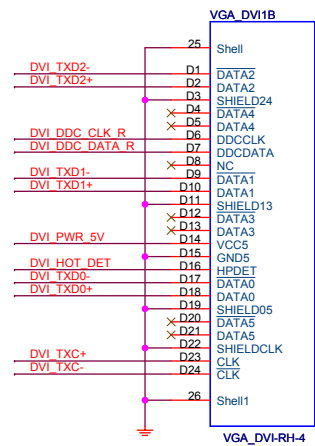 VGA_DVI1B
25 Shell
DVI_TXD2- D1 DATA2
DVI_TXD2+ D2 DATA2
D3 SHIELD24
D4 DATA4
D5 DATA4
DVI_DDC_CLK_R D6 DDCCLK
DVI_DDC_DATA_R D7 DDCDATA
D8 NC
DVI_TXD1- D9 DATA1
DVI_TXD1+ D10 DATA1
D11 SHIELD13
D12 DATA3
D13 DATA3
DVI_PWR_5V D14 VCC5
D15 GND5
DVI_HOT_DET D16 HPDET
DVI_TXD0- D17 DATA0
DVI_TXD0+ D18 DATA0
D19 SHIELD05
D20 DATA5
D21 DATA5
D22 SHIELDCLK
DVI_TXC+ D23 CLK
DVI_TXC- D24 CLK
26 Shell1
VGA_DVI-RH-4